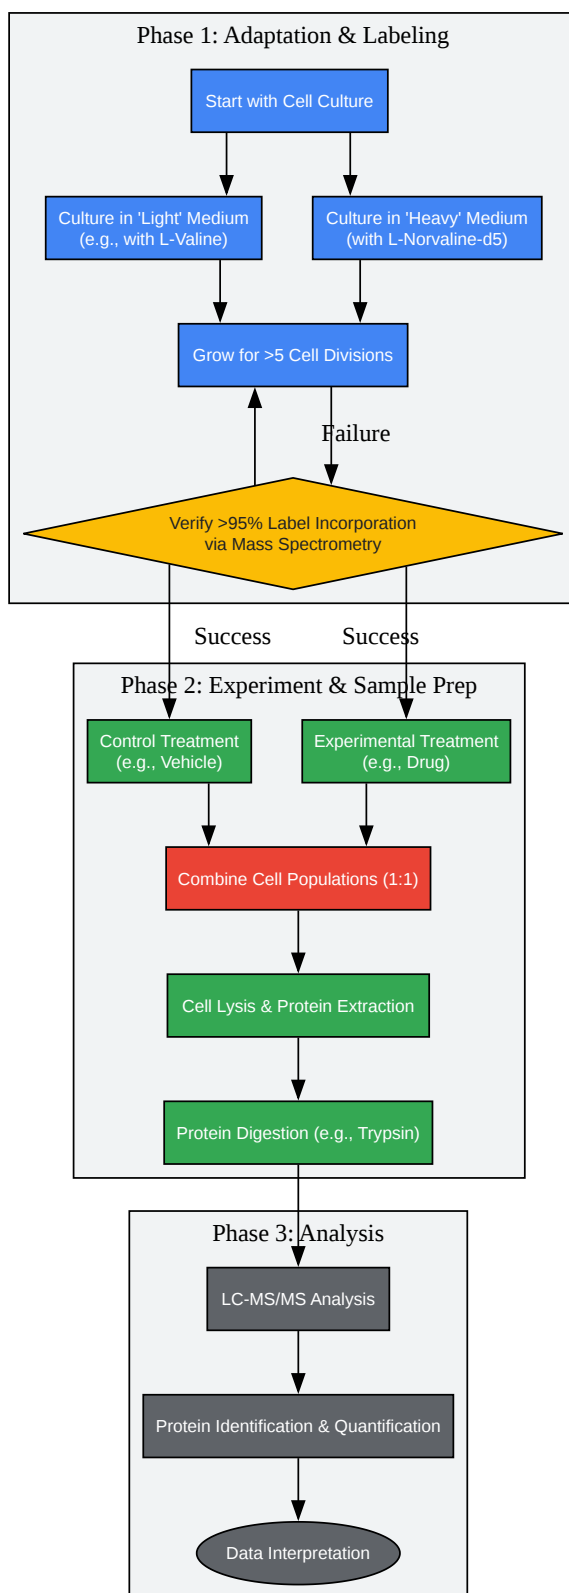 Phase 1: Adaptation & Labeling
Start with Cell Culture
Culture in 'Light' Medium
(e.g., with L-Valine)
Culture in 'Heavy' Medium
(with L-Norvaline-d5)
Grow for >5 Cell Divisions
Failure
Verify >95% Label Incorporation
via Mass Spectrometry
Success
Success
Phase 2: Experiment & Sample Prep
Control Treatment
(e.g., Vehicle)
Experimental Treatment
(e.g., Drug)
Combine Cell Populations (1:1)
Cell Lysis & Protein Extraction
Protein Digestion (e.g., Trypsin)
Phase 3: Analysis
LC-MS/MS Analysis
Protein Identification & Quantification
Data Interpretation